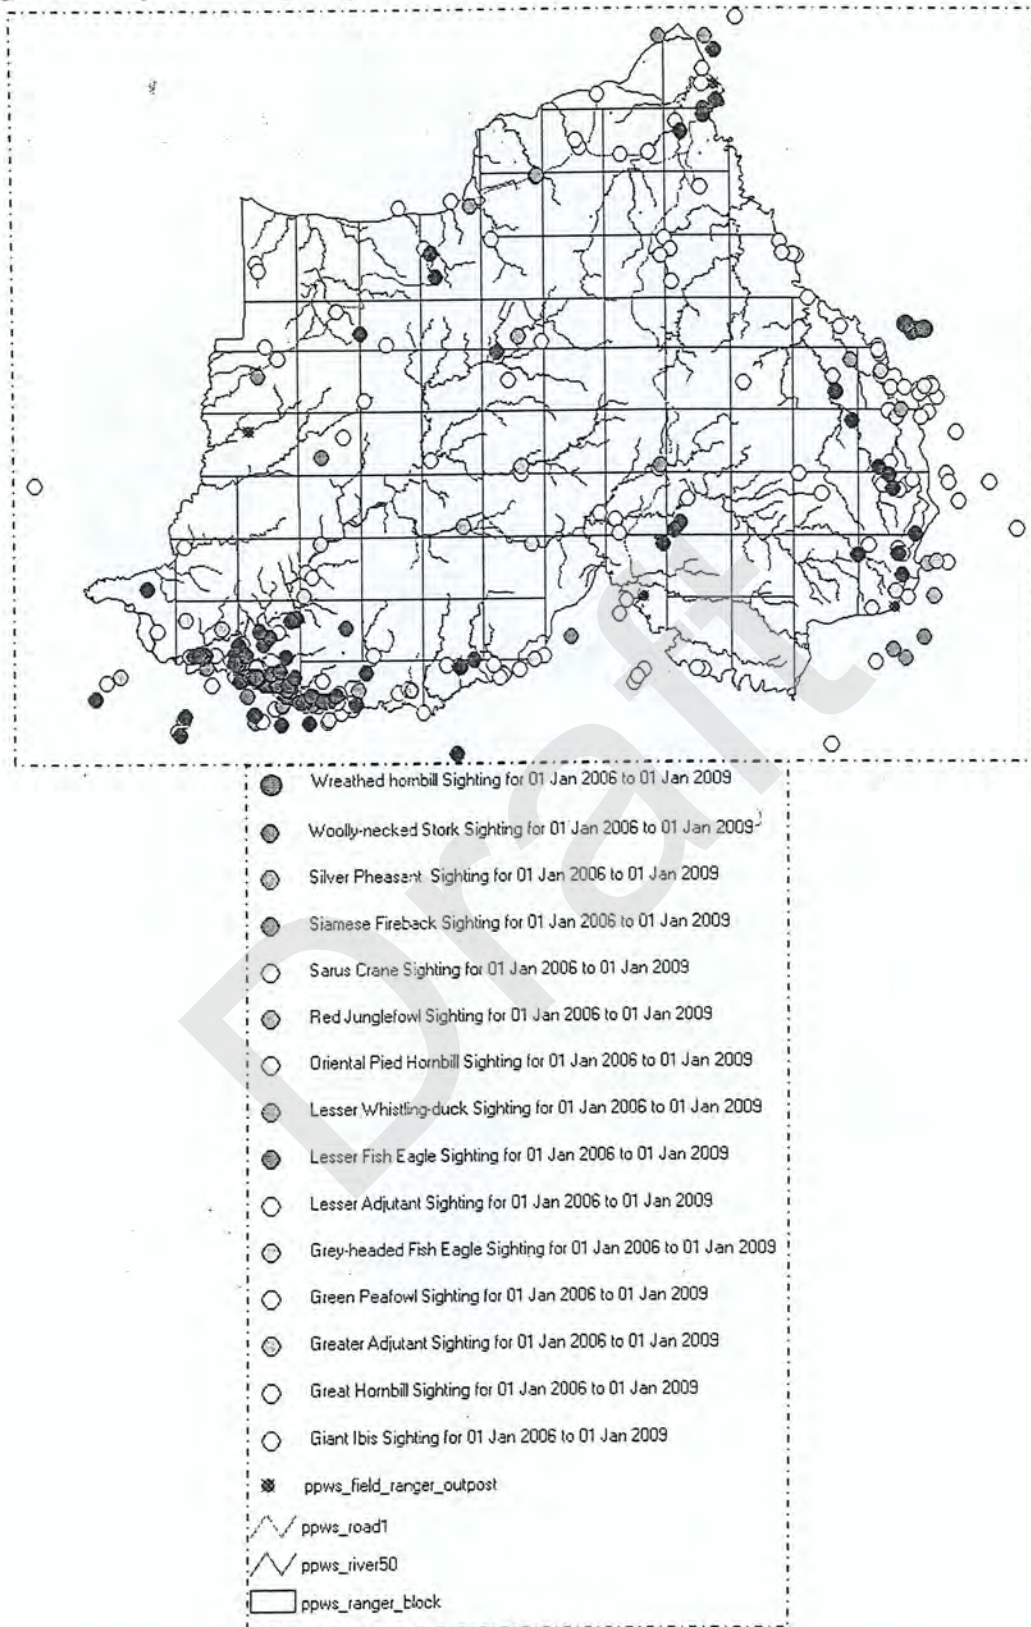 Wreathed hornbill Sighting for 01 Jan 2006 to 01 Jan 2009
Woolly-necked Stork Sighting for 01 Jan 2006 to 01 Jan 2009
Silver Pheasant Sighting for 01 Jan 2006 to 01 Jan 2009
Siamese Fireback Sighting for 01 Jan 2006 to 01 Jan 2009
Sarus Crane Sighting for 01 Jan 2006 to 01 Jan 2009
Red Junglefowl Sighting for 01 Jan 2006 to 01 Jan 2009
Oriental Pied Hornbill Sighting for 01 Jan 2006 to 01 Jan 2009
Lesser Whistling-duck Sighting for 01 Jan 2006 to 01 Jan 2009
Lesser Fish Eagle Sighting for 01 Jan 2006 to 01 Jan 2009
Lesser Adjutant Sighting for 01 Jan 2006 to 01 Jan 2009
Grey-headed Fish Eagle Sighting for 01 Jan 2006 to 01 Jan 2009
Green Peafowl Sighting for 01 Jan 2006 to 01 Jan 2009
Greater Adjutant Sighting for 01 Jan 2006 to 01 Jan 2009
Great Hornbill Sighting for 01 Jan 2006 to 01 Jan 2009
Giant Ibis Sighting for 01 Jan 2006 to 01 Jan 2009
ppws_field_ranger_outpost
ppws_road1
ppws_river50
ppws_ranger_block
Draft